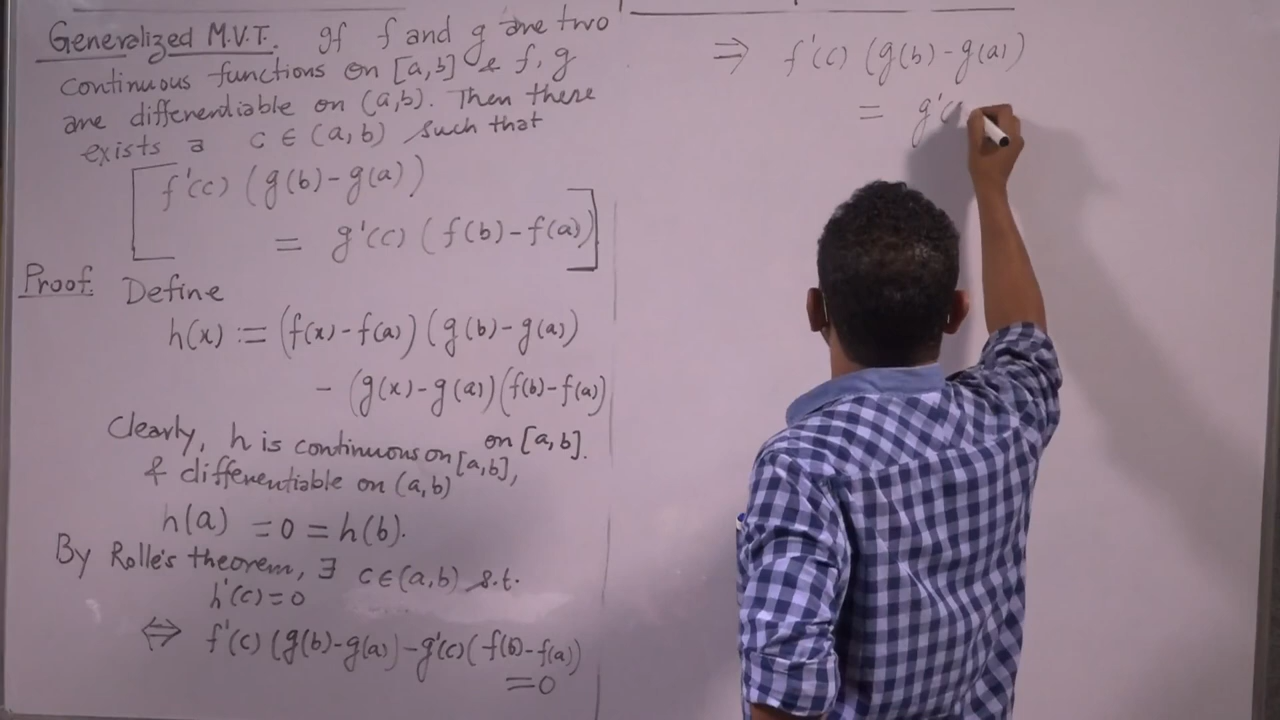 Generalized M.V.T. If f and g are two
continuous functions on [a,b] & f, g
are differentiable on (a,b). Then there
exists a c ∈ (a,b) such that
f'(c) (g(b)-g(a))
= g'(c) (f(b)-f(a))
Proof. Define
h(x) := (f(x)-f(a)) (g(b)-g(a))
- (g(x)-g(a))(f(b)-f(a))
Clearly, h is continuous on on [a,b].
& differentiable on (a,b) [a,b],
h(a) = 0 = h(b).
By Rolle's theorem, ∃ c∈(a,b) s.t.
h'(c)=0
⇔ f'(c) (g(b)-g(a))-g'(c)(f(b)-f(a))
=0
⇒ f'(c) (g(b)-g(a))
= g'(